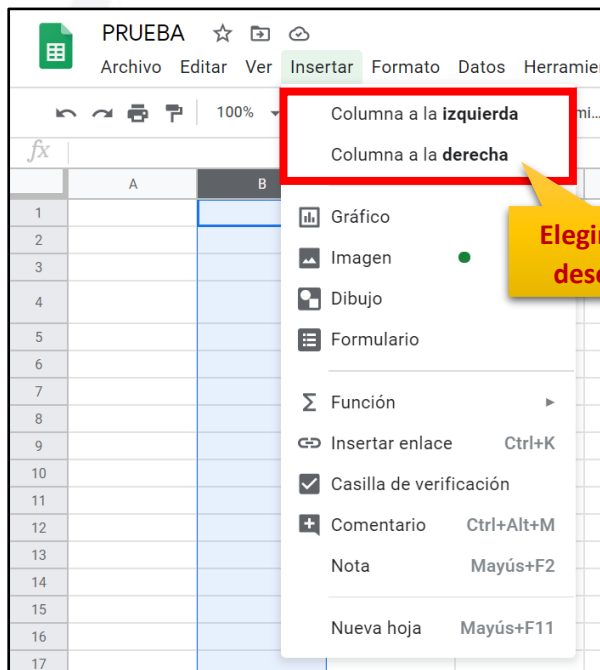 PRUEBA
Archivo Editar Ver Insertar Formato Datos
100%
fx
A B
Columna a la izquierda
Columna a la derecha
Gráfico
Imagen
Dibujo
Formulario
Función
Insertar enlace Ctrl+K
Casilla de verificación
Comentario Ctrl+Alt+M
Nota Mayús+F2
Nueva hoja Mayús+F11
1
2
3
4
5
6
7
8
9
10
11
12
13
14
15
16
17